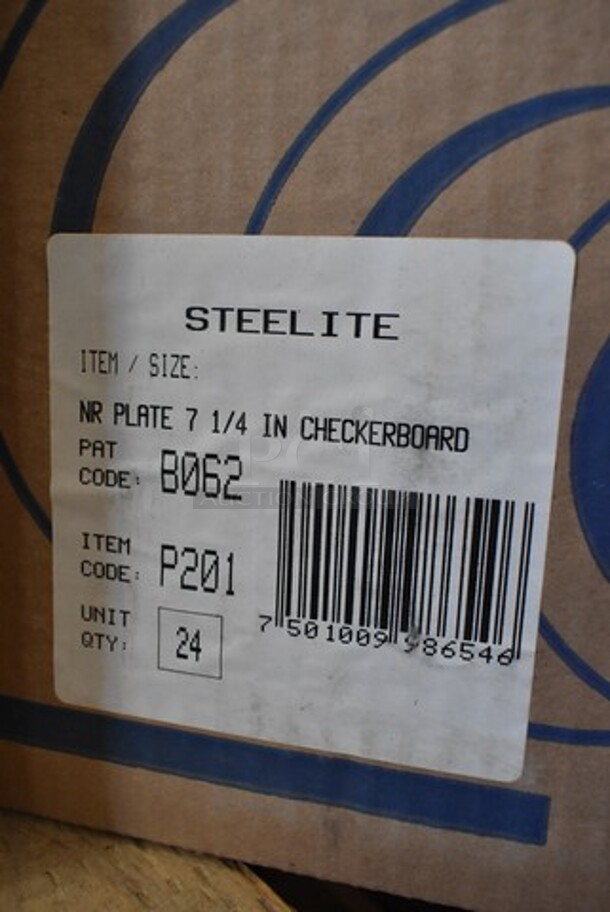 STEELITE
ITEM / SIZE:
NR PLATE 7 1/4 IN CHECKERBOARD
PAT CODE: B062
ITEM CODE: P201
UNIT QTY: 24
7 501009 986546